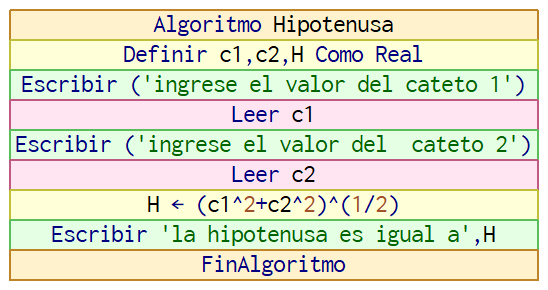 Algoritmo Hipotenusa
Definir c1,c2,H Como Real
Escribir ('ingrese el valor del cateto 1')
Leer c1
Escribir ('ingrese el valor del  cateto 2')
Leer c2
H ← (c1^2+c2^2)^(1/2)
Escribir 'la hipotenusa es igual a',H
FinAlgoritmo